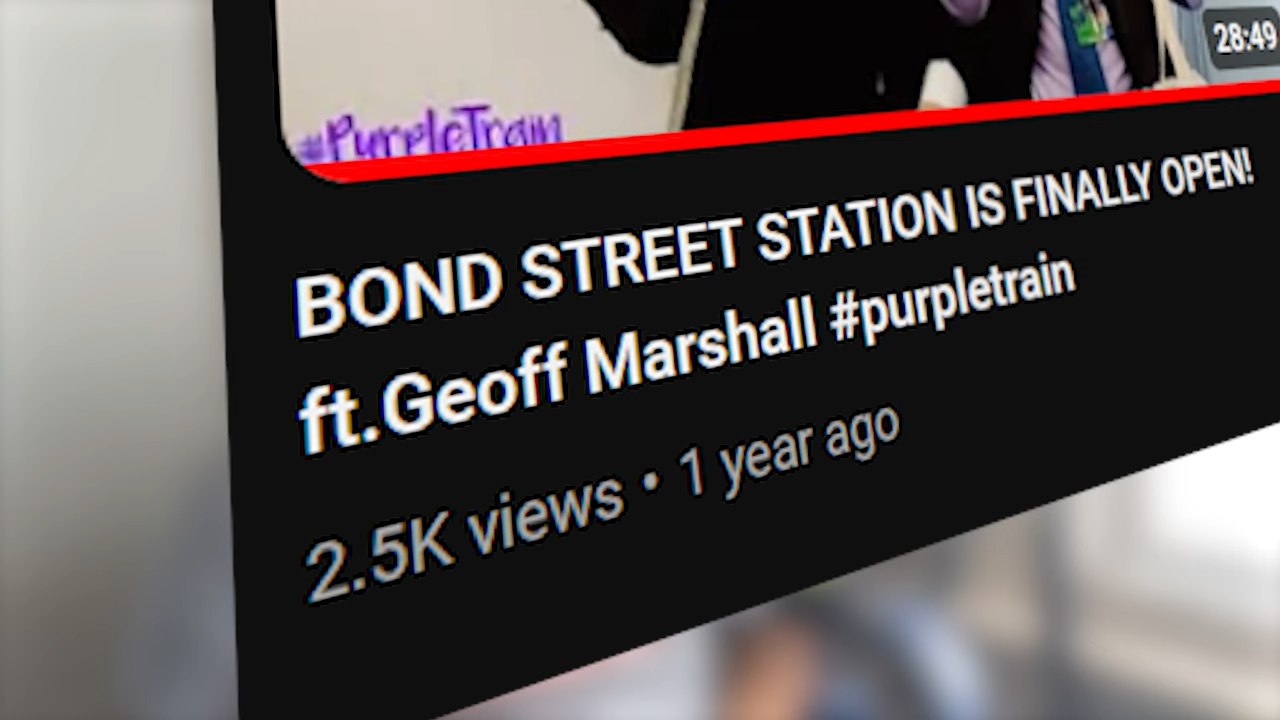 28:49
#PurpleTrain
BOND STREET STATION IS FINALLY OPEN!
ft.Geoff Marshall #purpletrain
2.5K views • 1 year ago